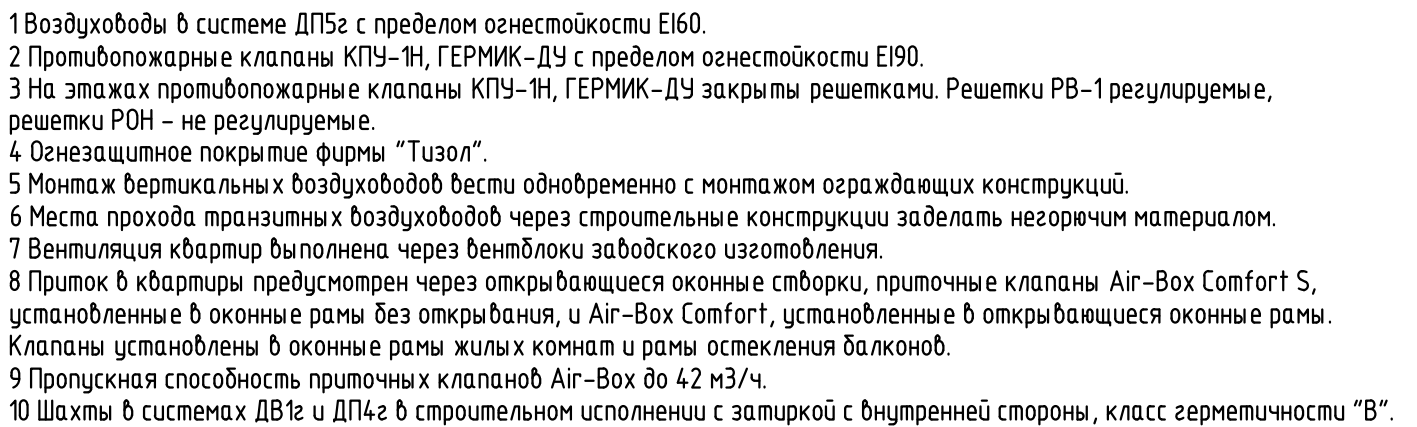 1 Воздуховоды в системе ДП5г с пределом огнестойкости EI60.
2 Противопожарные клапаны КПУ-1Н, ГЕРМИК-ДУ с пределом огнестойкости EI90.
3 На этажах противопожарные клапаны КПУ-1Н, ГЕРМИК-ДУ закрыты решетками. Решетки РВ-1 регулируемые,
решетки РОН - не регулируемые.
4 Огнезащитное покрытие фирмы "Тизол".
5 Монтаж вертикальных воздуховодов вести одновременно с монтажом ограждающих конструкций.
6 Места прохода транзитных воздуховодов через строительные конструкции заделать негорючим материалом.
7 Вентиляция квартир выполнена через вентблоки заводского изготовления.
8 Приток в квартиры предусмотрен через открывающиеся оконные створки, приточные клапаны Air-Box Comfort S,
установленные в оконные рамы без открывания, и Air-Box Comfort, установленные в открывающиеся оконные рамы.
Клапаны установлены в оконные рамы жилых комнат и рамы остекления балконов.
9 Пропускная способность приточных клапанов Air-Box до 42 м3/ч.
10 Шахты в системах ДВ1г и ДП4г в строительном исполнении с затиркой с внутренней стороны, класс герметичности "В".